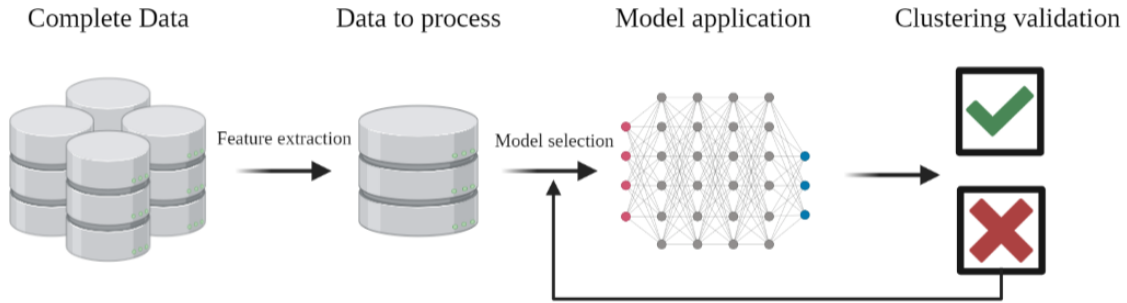 Complete Data
Data to process
Model application
Clustering validation
Feature extraction
Model selection